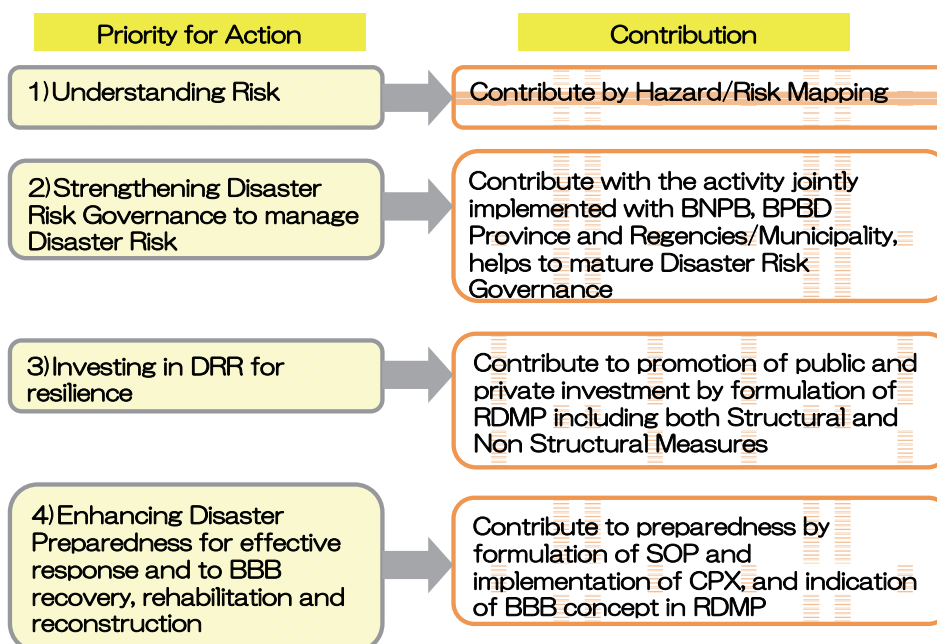 Priority for Action
Contribution
1)Understanding Risk
Contribute by Hazard/Risk Mapping
2)Strengthening Disaster
Risk Governance to manage
Disaster Risk
Contribute with the activity jointly
implemented with BNPB, BPBD
Province and Regencies/Municipality,
helps to mature Disaster Risk
Governance
3)Investing in DRR for
resilience
Contribute to promotion of public and
private investment by formulation of
RDMP including both Structural and
Non Structural Measures
4)Enhancing Disaster
Preparedness for effective
response and to BBB
recovery, rehabilitation and
reconstruction
Contribute to preparedness by
formulation of SOP and
implementation of CPX, and indication
of BBB concept in RDMP